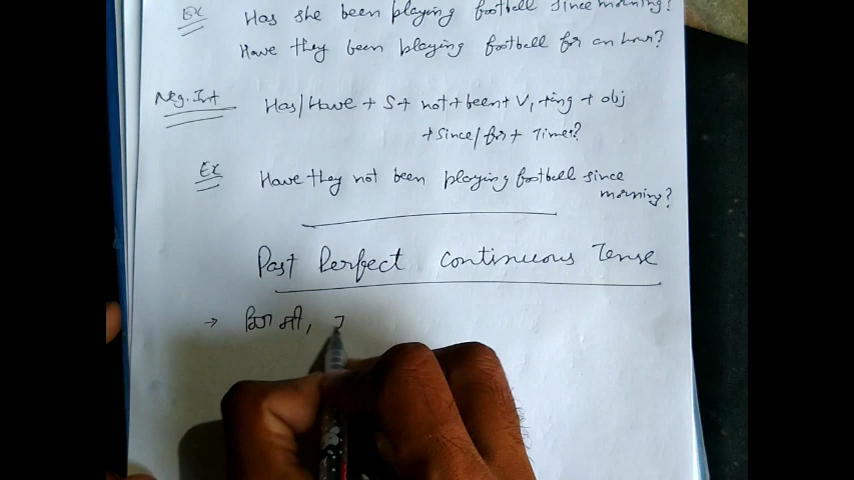 Ex Has she been playing football since morning?
Have they been playing football for an hour?
Neg. Int Has/Have + S + not + been + V₁ + ing + obj
+ Since/for + Time?
Ex Have they not been playing football since
morning?
Past Perfect Continuous Tense
→